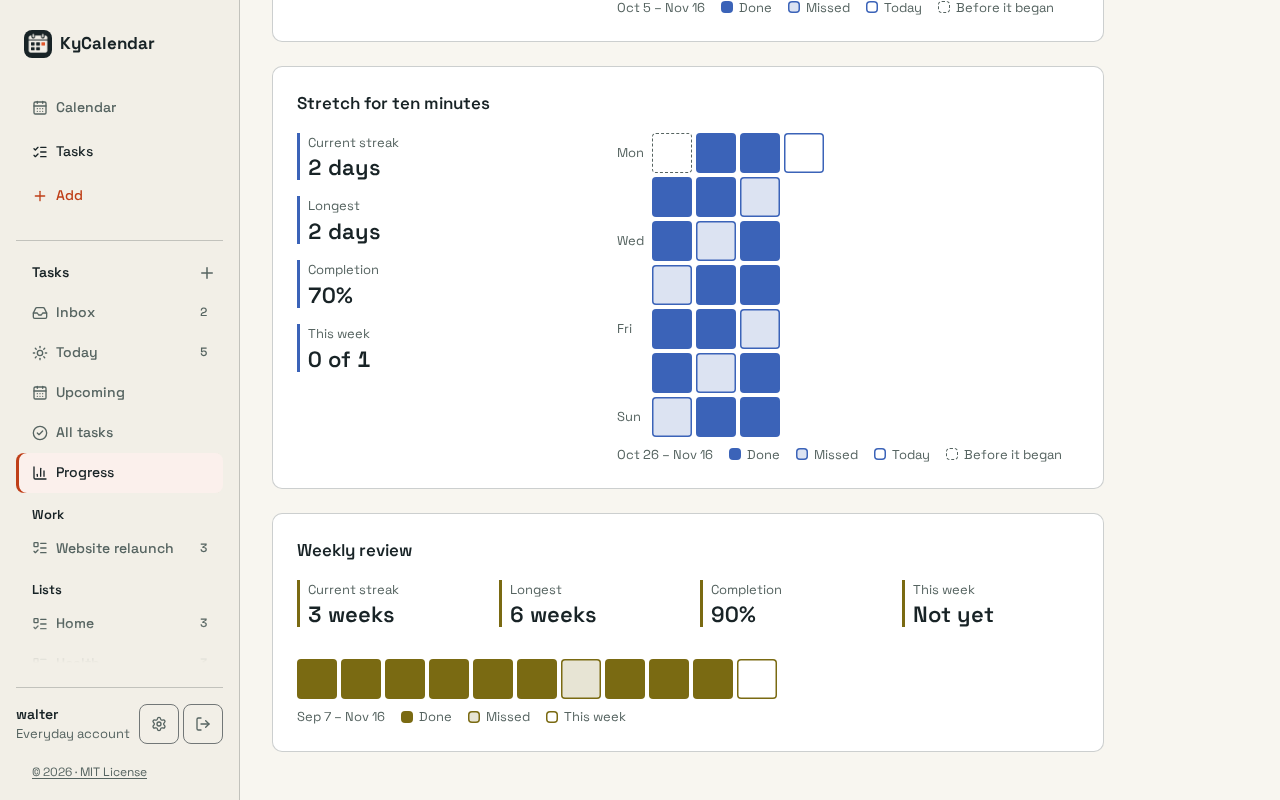 KyCalendar
Calendar
Tasks
Add
Tasks
Inbox 2
Today 5
Upcoming
All tasks
Progress
Work
Website relaunch 3
Lists
Home 3
walter
Everyday account
© 2026 · MIT License
Oct 5 – Nov 16 Done Missed Today Before it began
Stretch for ten minutes
Current streak
2 days
Longest
2 days
Completion
70%
This week
0 of 1
Mon
Wed
Fri
Sun
Oct 26 – Nov 16 Done Missed Today Before it began
Weekly review
Current streak Longest Completion This week
3 weeks 6 weeks 90% Not yet
Sep 7 – Nov 16 Done Missed This week